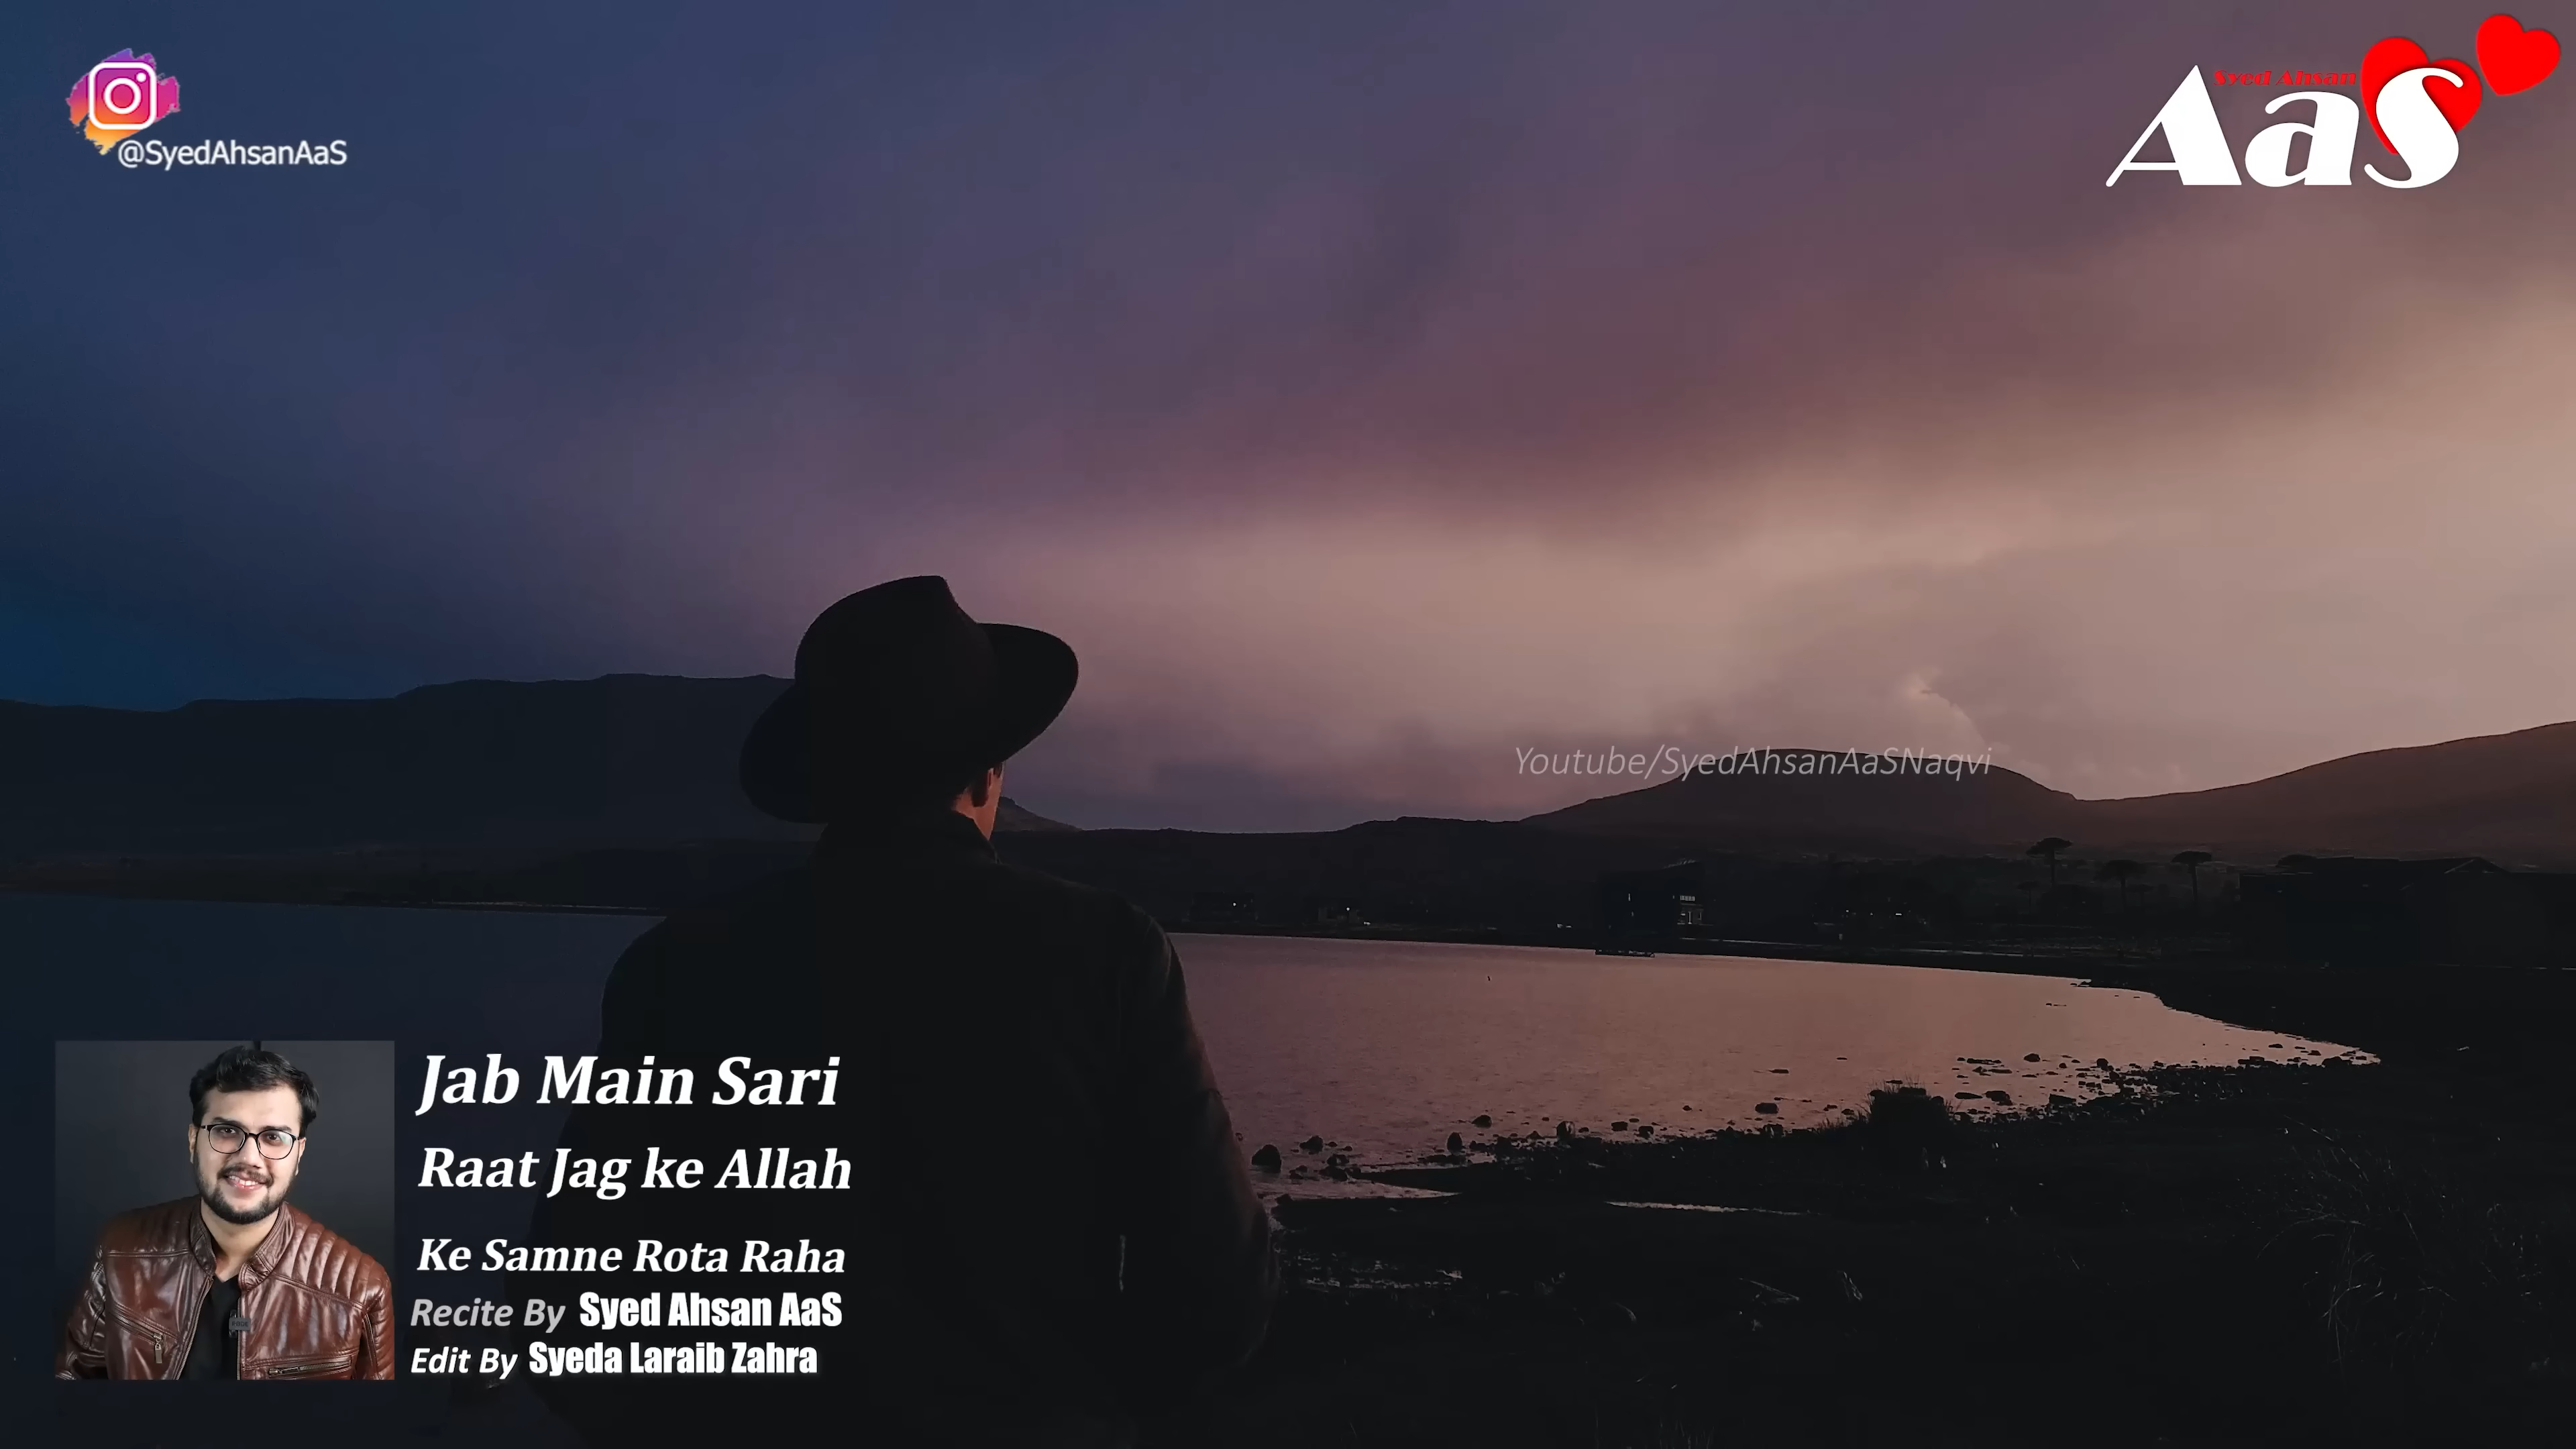 @SyedAhsanAaS
Syed Ahsan
AaS
Youtube/SyedAhsanAaSNaqvi
Jab Main Sari
Raat Jag ke Allah
Ke Samne Rota Raha
Recite By Syed Ahsan AaS
Edit By Syeda Laraib Zahra